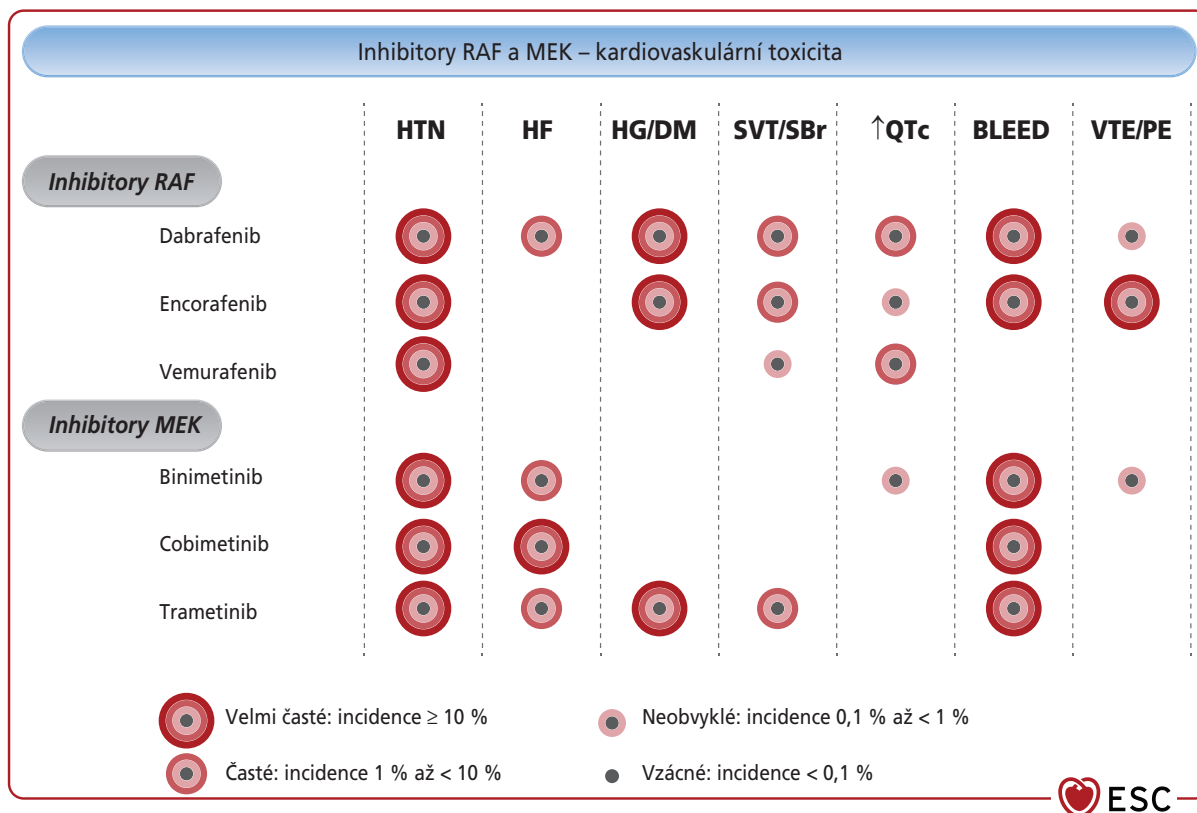 Inhibitory RAF a MEK – kardiovaskulární toxicita
HTN HF HG/DM SVT/SBr ↑QTc BLEED VTE/PE
Inhibitory RAF
Dabrafenib
Encorafenib
Vemurafenib
Inhibitory MEK
Binimetinib
Cobimetinib
Trametinib
Velmi časté: incidence ≥ 10 % Neobvyklé: incidence 0,1 % až < 1 %
Časté: incidence 1 % až < 10 % Vzácné: incidence < 0,1 %
ESC